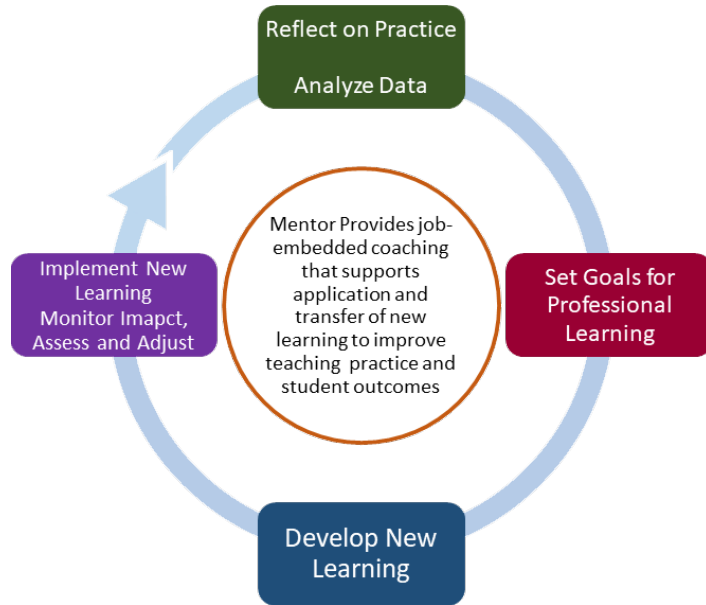 Reflect on Practice
Analyze Data
Mentor Provides job-
embedded coaching
that supports
application and
transfer of new
learning to improve
teaching practice and
student outcomes
Implement New
Learning
Monitor Imapct,
Assess and Adjust
Set Goals for
Professional
Learning
Develop New
Learning